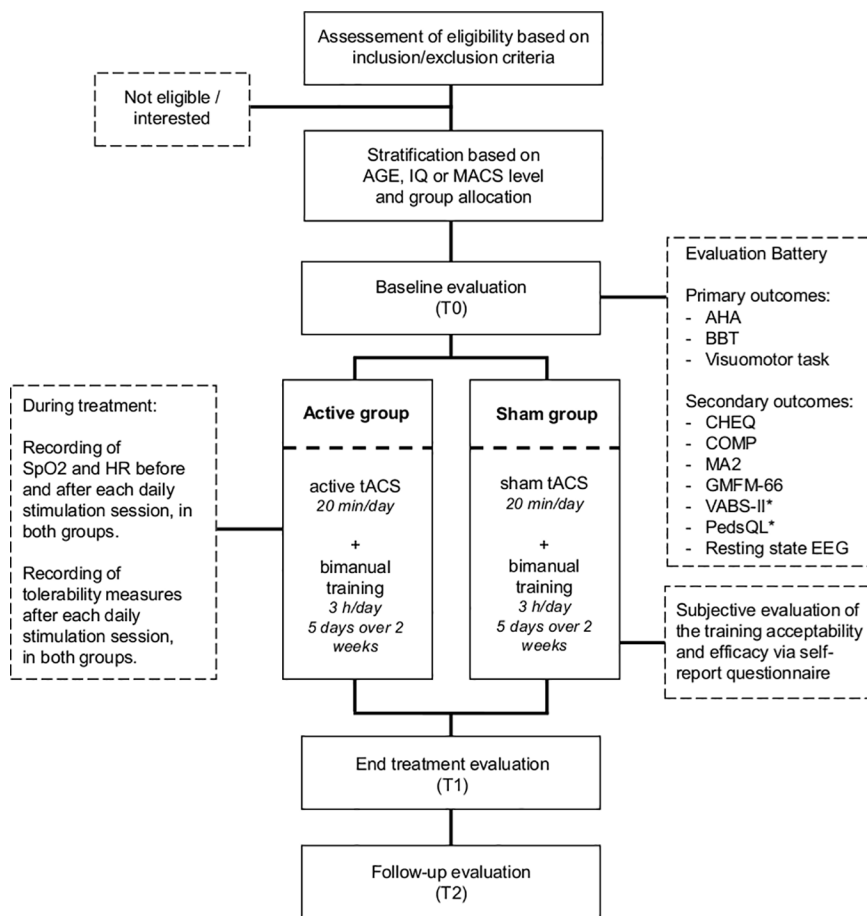 Assessement of eligibility based on
inclusion/exclusion criteria
Not eligible /
interested
Stratification based on
AGE, IQ or MACS level
and group allocation
Baseline evaluation
(T0)
Evaluation Battery
Primary outcomes:
- AHA
- BBT
- Visuomotor task
Secondary outcomes:
- CHEQ
- COMP
- MA2
- GMFM-66
- VABS-II*
- PedsQL*
- Resting state EEG
During treatment:
Recording of
SpO2 and HR before
and after each daily
stimulation session, in
both groups.
Recording of
tolerability measures
after each daily
stimulation session,
in both groups.
Active group
active tACS
20 min/day
+
bimanual
training
3 h/day
5 days over 2
weeks
Sham group
sham tACS
20 min/day
+
bimanual
training
3 h/day
5 days over 2
weeks
Subjective evaluation of
the training acceptability
and efficacy via self-
report questionnaire
End treatment evaluation
(T1)
Follow-up evaluation
(T2)